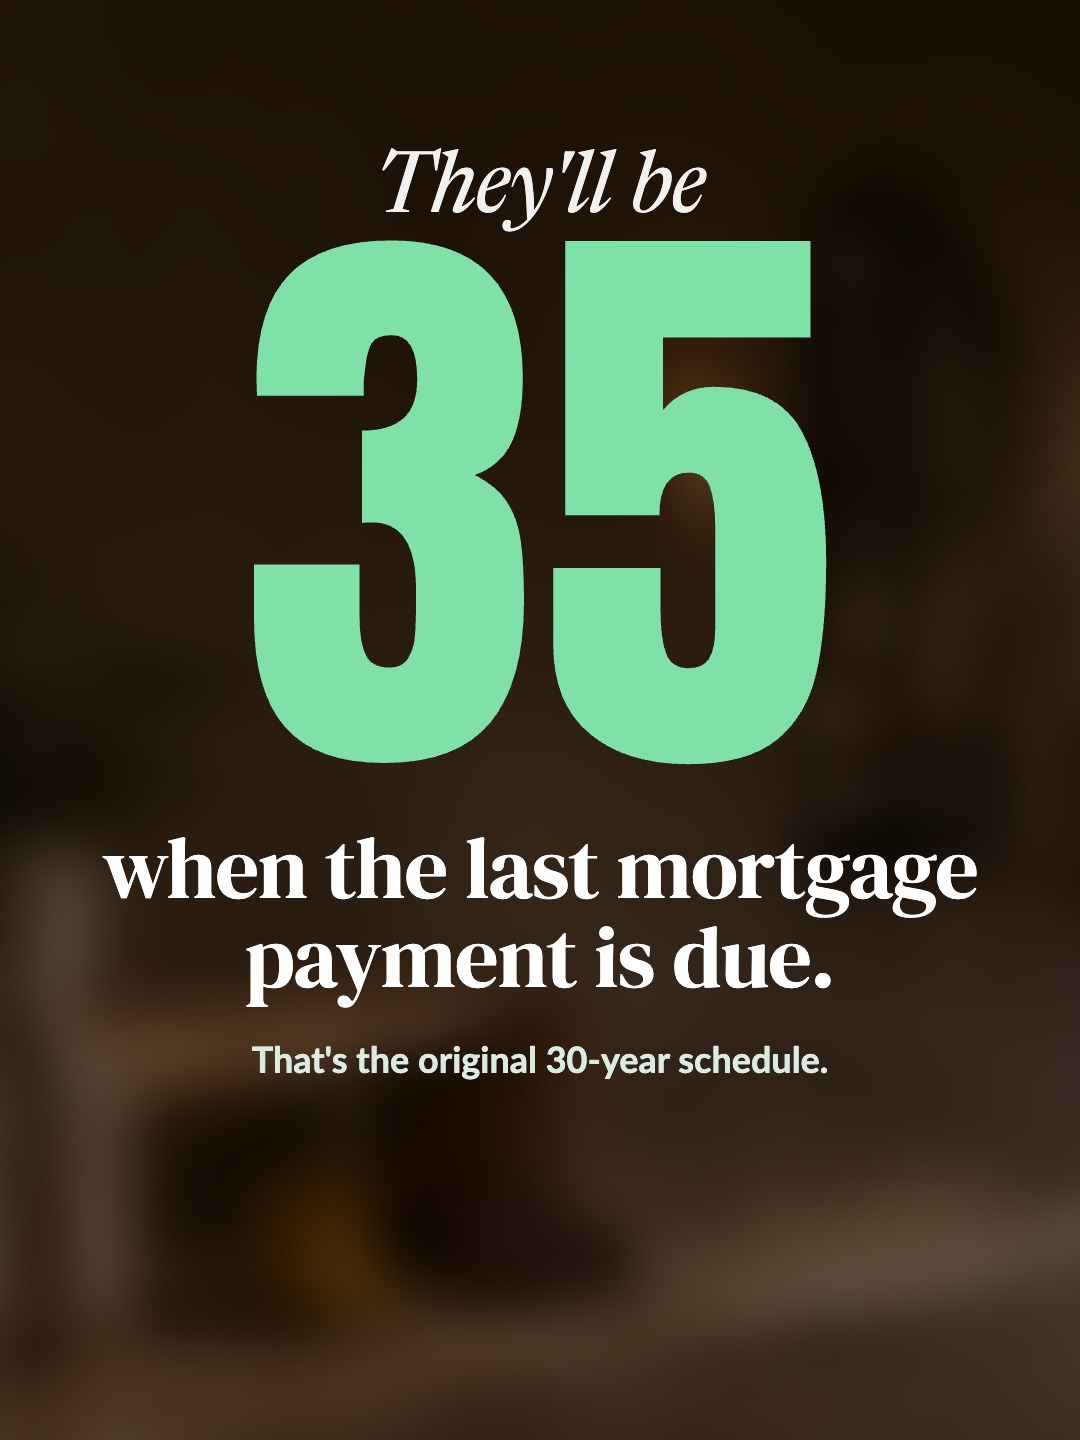 They'll be
35
when the last mortgage
payment is due.
That's the original 30-year schedule.